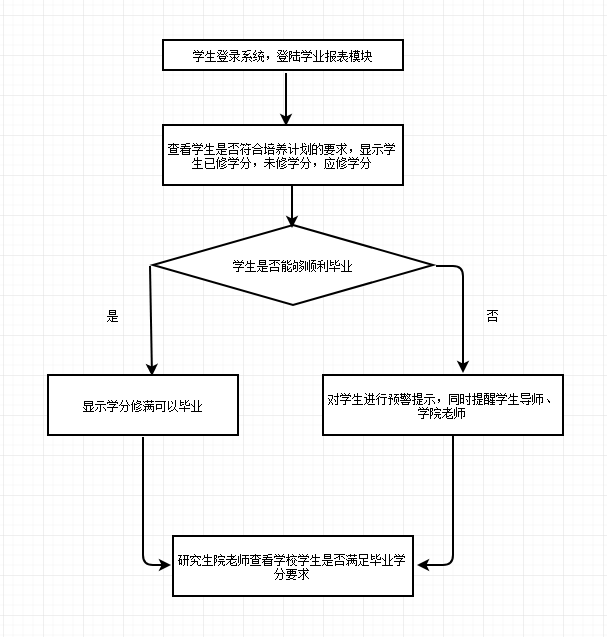 学生登录系统，登陆学业报表模块
查看学生是否符合培养计划的要求，显示学
生已修学分，未修学分，应修学分
学生是否能够顺利毕业
是
否
显示学分修满可以毕业
对学生进行预警提示，同时提醒学生导师、
学院老师
研究生院老师查看学校学生是否满足毕业学
分要求